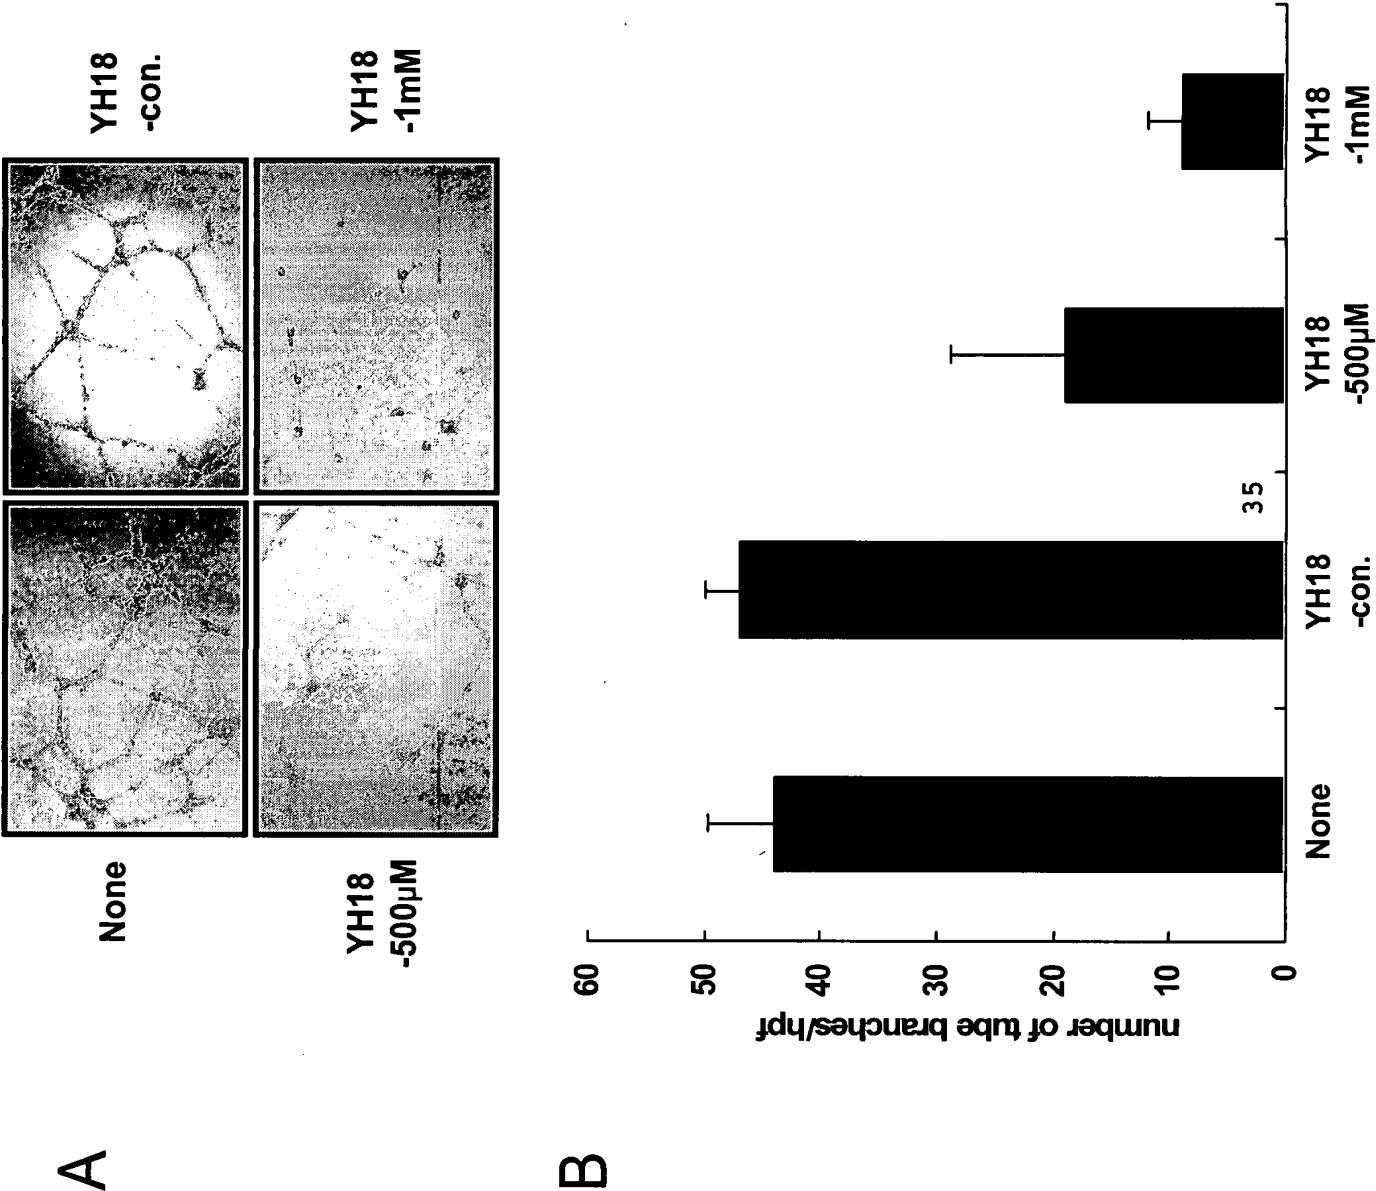 A
None
YH18
-con.
YH18
-500µM
YH18
-1mM
B
number of tube branches/hpf
60
50
40
30
20
10
0
35
None
YH18
-con.
YH18
-500µM
YH18
-1mM